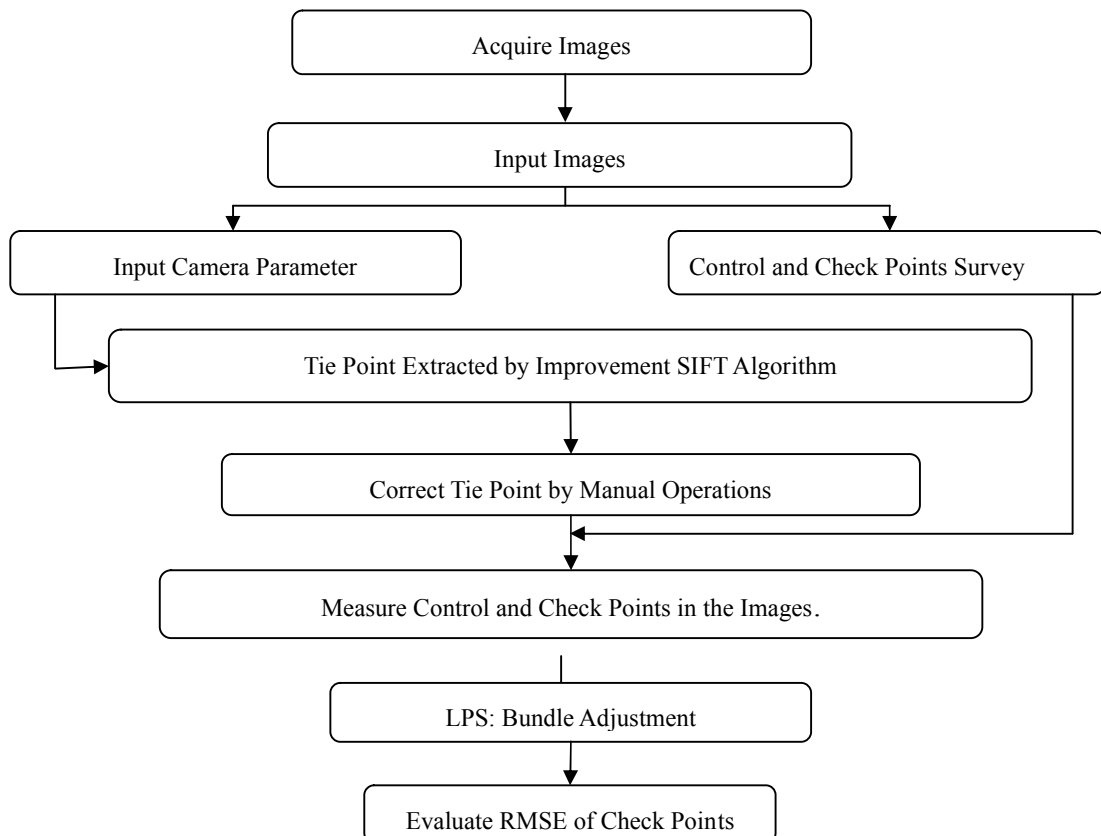 Acquire Images
Input Images
Input Camera Parameter
Control and Check Points Survey
Tie Point Extracted by Improvement SIFT Algorithm
Correct Tie Point by Manual Operations
Measure Control and Check Points in the Images.
LPS: Bundle Adjustment
Evaluate RMSE of Check Points